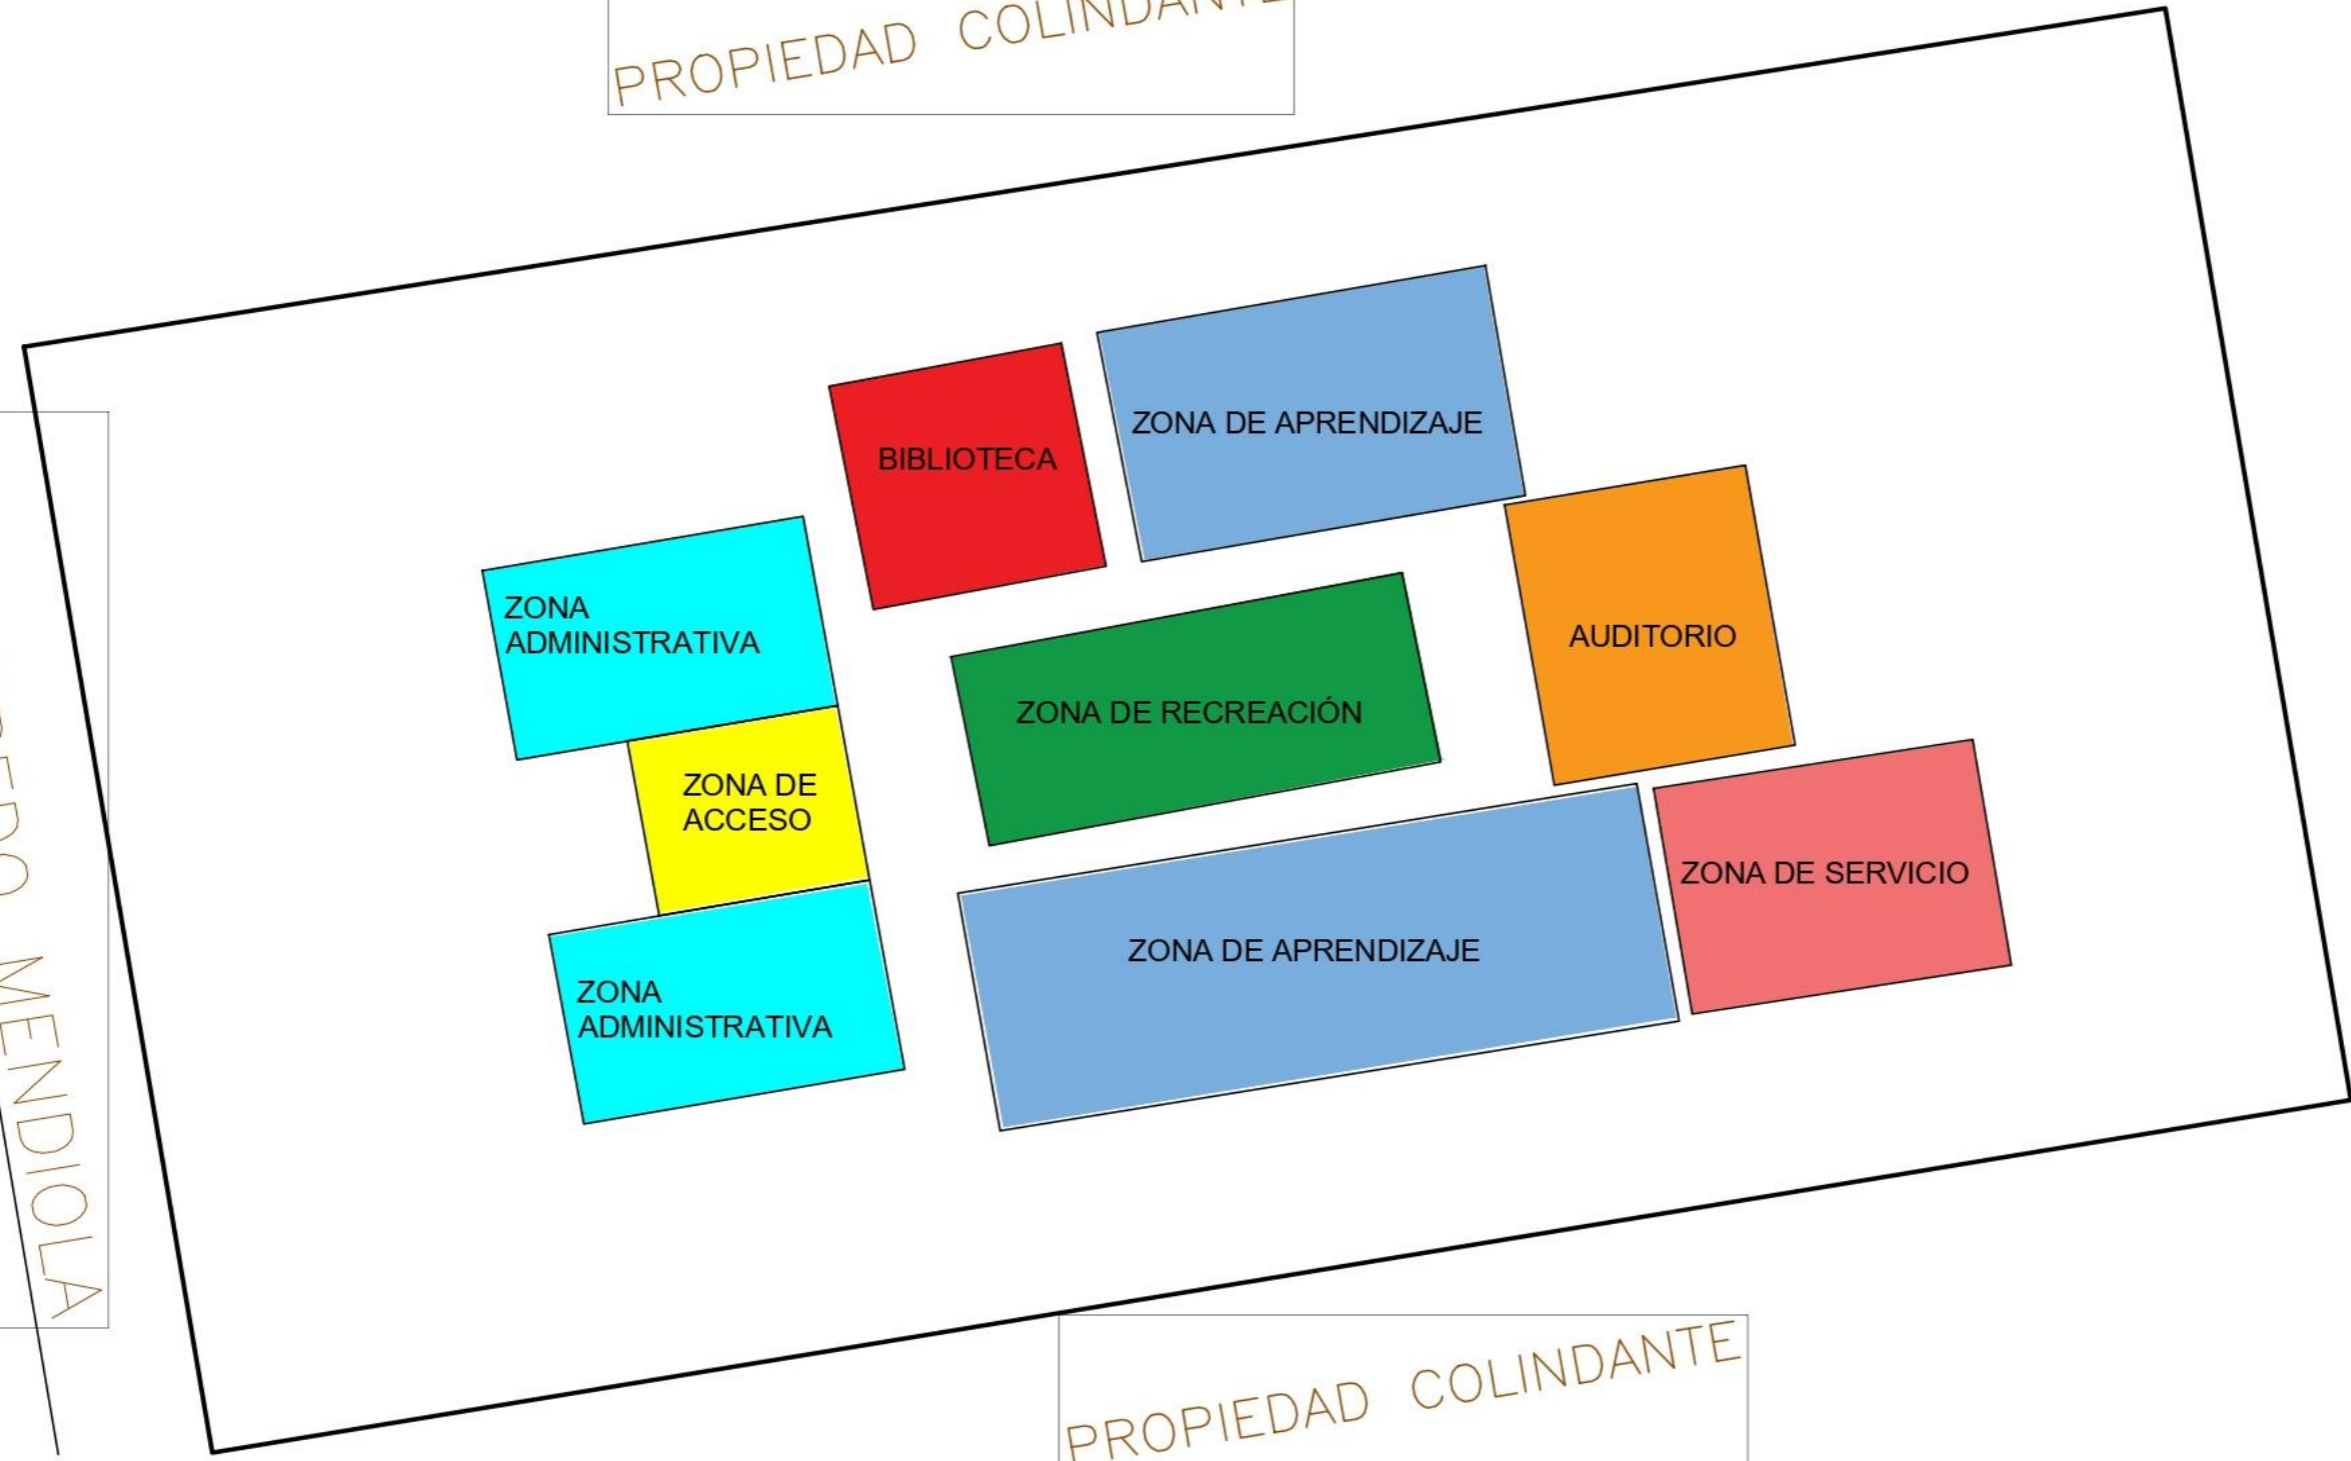 PROPIEDAD COLINDANTE
BIBLIOTECA
ZONA DE APRENDIZAJE
ZONA
ADMINISTRATIVA
ZONA DE RECREACIÓN
AUDITORIO
ZONA DE
ACCESO
ZONA DE SERVICIO
ZONA
ADMINISTRATIVA
ZONA DE APRENDIZAJE
MENDIOLA
PROPIEDAD COLINDANTE